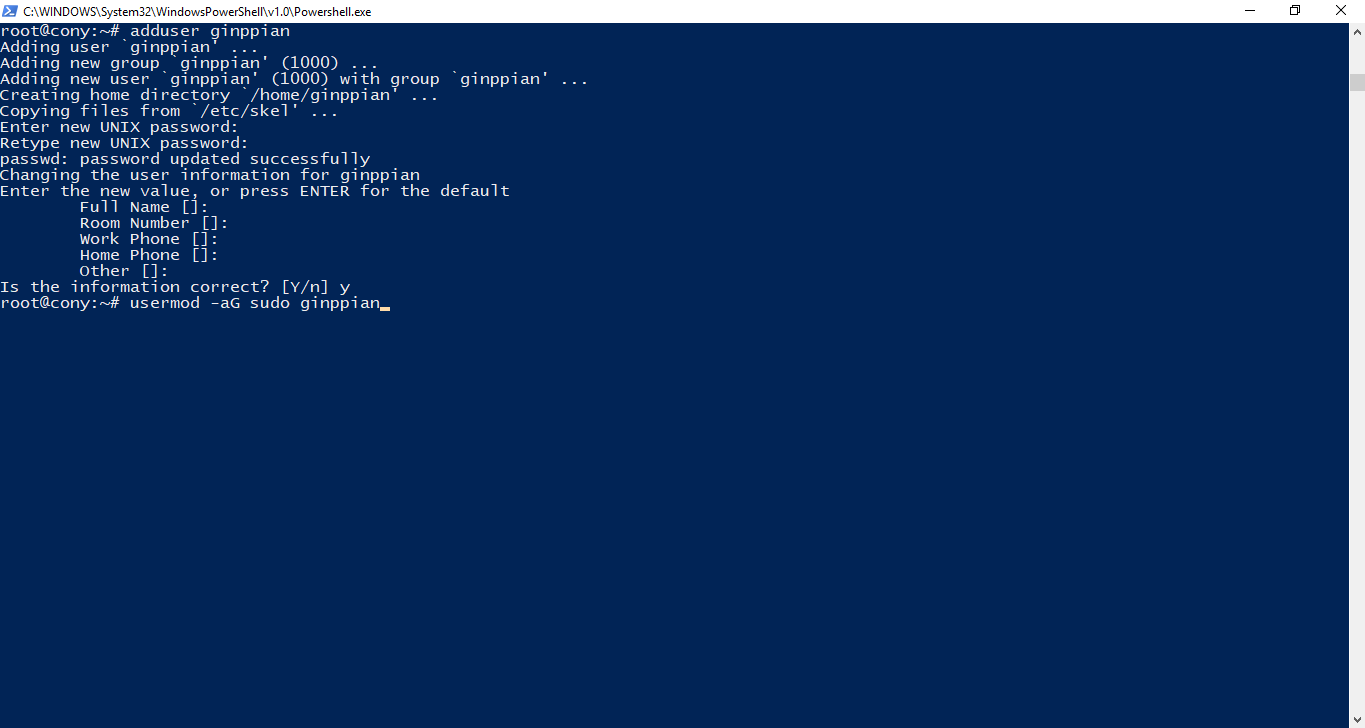 C:\WINDOWS\System32\WindowsPowerShell\v1.0\Powershell.exe
root@cony:~# adduser ginppian
Adding user `ginppian' ...
Adding new group `ginppian' (1000) ...
Adding new user `ginppian' (1000) with group `ginppian' ...
Creating home directory `/home/ginppian' ...
Copying files from `/etc/skel' ...
Enter new UNIX password:
Retype new UNIX password:
passwd: password updated successfully
Changing the user information for ginppian
Enter the new value, or press ENTER for the default
        Full Name []:
        Room Number []:
        Work Phone []:
        Home Phone []:
        Other []:
Is the information correct? [Y/n] y
root@cony:~# usermod -aG sudo ginppian